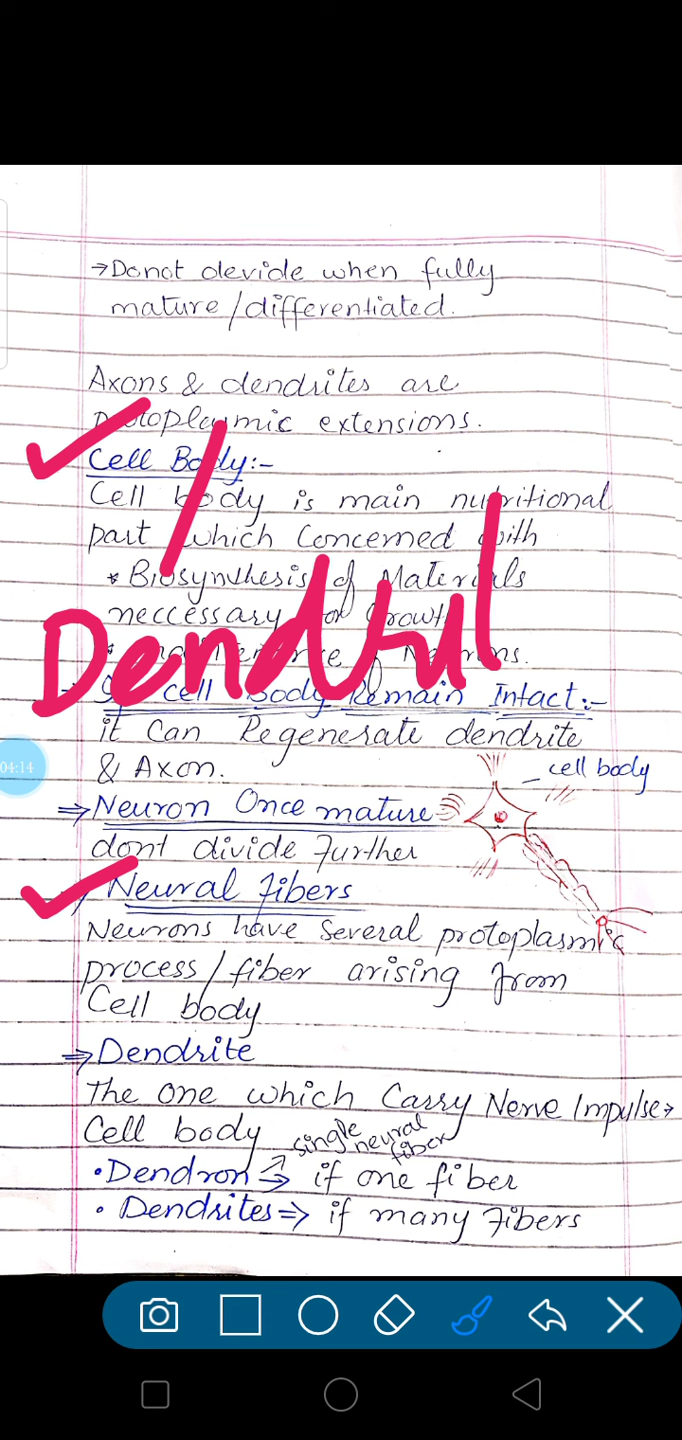 →Donot devide when fully
mature/differentiated.
Axons & dendrites are
Protoplasmic extensions.
Cell Body:-
Cell body is main nutritional
part which Concerned with
* Biosynthesis of Materials
neccessary for Growth
of Neurons.
Dendri
If cell Body Remain Intact:-
it Can Regenerate dendrite
& Axon.
cell body
04:14
⇒Neuron Once mature
dont divide Further
Neural Fibers
Neurons have Several protoplasmic
process/fiber arising from
Cell body
⇒Dendrite
The one which Carry Nerve Impulse→
Cell body
single neural fiber
•Dendron→ if one fiber
• Dendrites⇒ if many Fibers